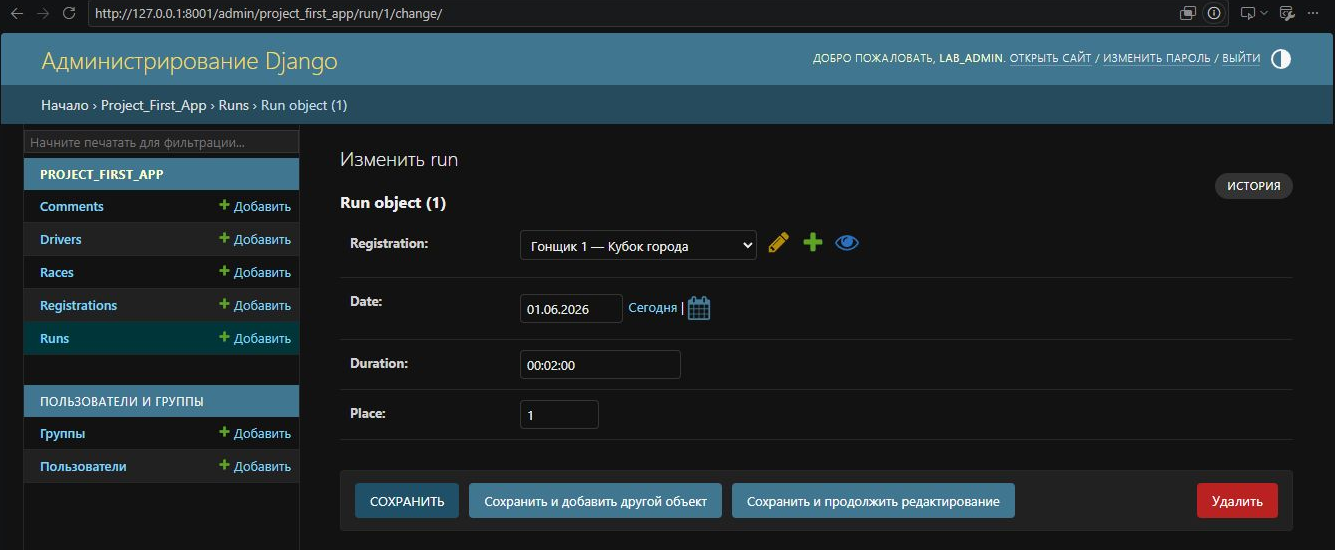 http://127.0.0.1:8001/admin/project_first_app/run/1/change/
Администрирование Django
ДОБРО ПОЖАЛОВАТЬ, LAB_ADMIN. ОТКРЫТЬ САЙТ / ИЗМЕНИТЬ ПАРОЛЬ / ВЫЙТИ
Начало › Project_First_App › Runs › Run object (1)
Начните печатать для фильтрации...
PROJECT_FIRST_APP
Comments Добавить
Drivers Добавить
Races Добавить
Registrations Добавить
Runs Добавить
ПОЛЬЗОВАТЕЛИ И ГРУППЫ
Группы Добавить
Пользователи Добавить
Изменить run
ИСТОРИЯ
Run object (1)
Registration: Гонщик 1 — Кубок города
Date: 01.06.2026 Сегодня |
Duration: 00:02:00
Place: 1
СОХРАНИТЬ Сохранить и добавить другой объект Сохранить и продолжить редактирование Удалить